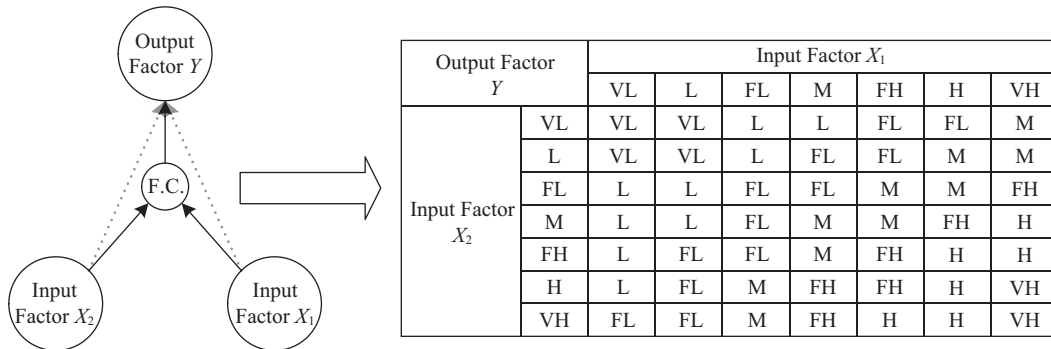 Output
Factor Y
F.C.
Input
Factor X2
Input
Factor X1
Output Factor
Y
Input Factor X1
VL L FL M FH H VH
Input Factor
X2
VL VL VL L L FL FL M
L VL VL L FL FL M M
FL L L FL FL M M FH
M L L FL M M FH H
FH L FL FL M FH H H
H L FL M FH FH H VH
VH FL FL M FH H H VH